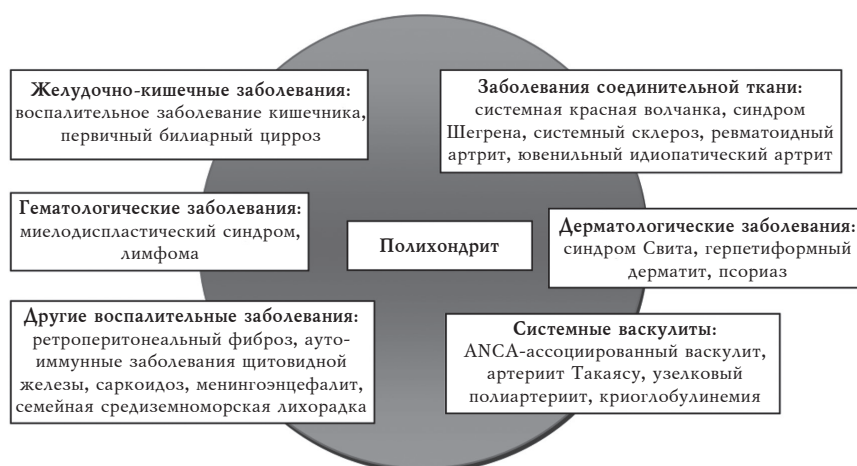 Желудочно-кишечные заболевания:
воспалительное заболевание кишечника,
первичный билиарный цирроз
Заболевания соединительной ткани:
системная красная волчанка, синдром
Шегрена, системный склероз, ревматоидный
артрит, ювенильный идиопатический артрит
Гематологические заболевания:
миелодиспластический синдром,
лимфома
Полихондрит
Дерматологические заболевания:
синдром Свита, герпетиформный
дерматит, псориаз
Другие воспалительные заболевания:
ретроперитонеальный фиброз, ауто-
иммунные заболевания щитовидной
железы, саркоидоз, менингоэнцефалит,
семейная средиземноморская лихорадка
Системные васкулиты:
ANCA-ассоциированный васкулит,
артериит Такаясу, узелковый
полиартериит, криоглобулинемия